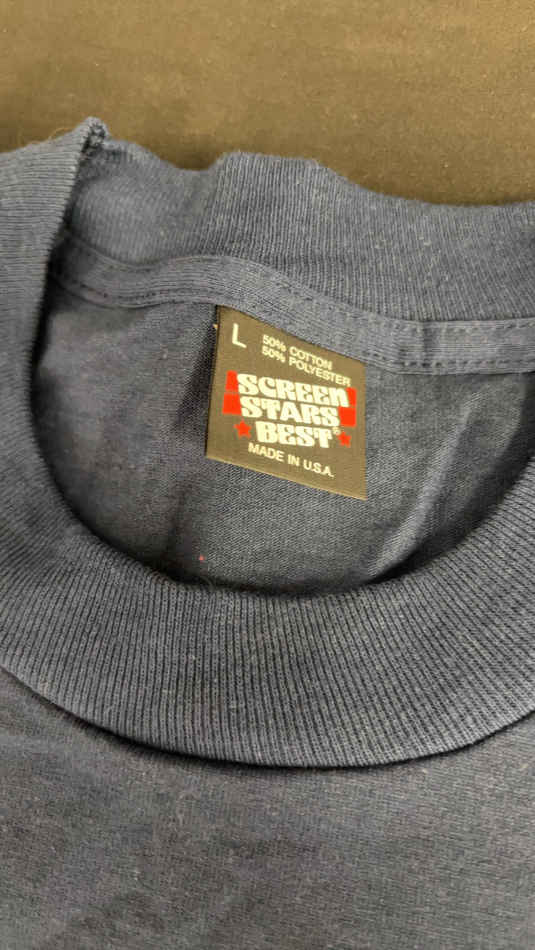 L
50% COTTON
50% POLYESTER
SCREEN
STARS
BEST®
MADE IN U.S.A.